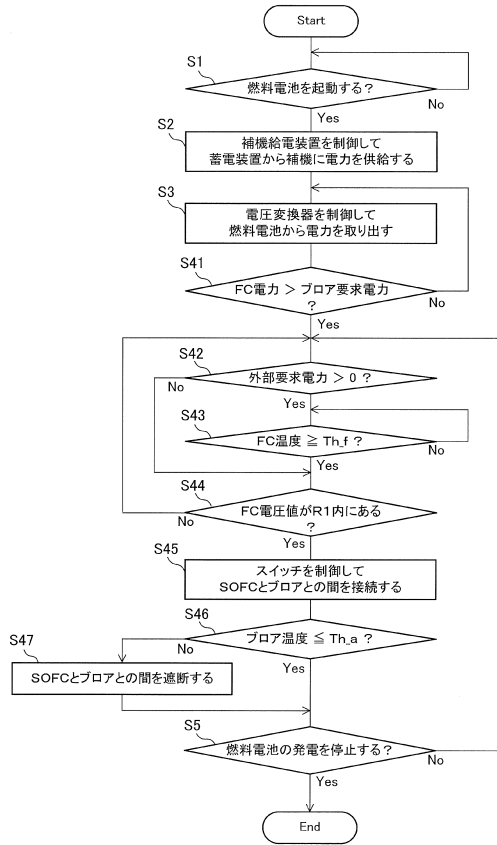 Start
S1
燃料電池を起動する？
No
Yes
S2
補機給電装置を制御して
蓄電装置から補機に電力を供給する
S3
電圧変換器を制御して
燃料電池から電力を取り出す
S41
FC電力 ＞ ブロア要求電力
？
No
Yes
S42
外部要求電力 ＞ 0 ？
No
Yes
S43
FC温度 ≧ Th_f ？
No
Yes
S44
FC電圧値がR1内にある
？
No
Yes
S45
スイッチを制御して
SOFCとブロアとの間を接続する
S46
ブロア温度 ≦ Th_a ？
No
Yes
S47
SOFCとブロアとの間を遮断する
S5
燃料電池の発電を停止する？
No
Yes
End